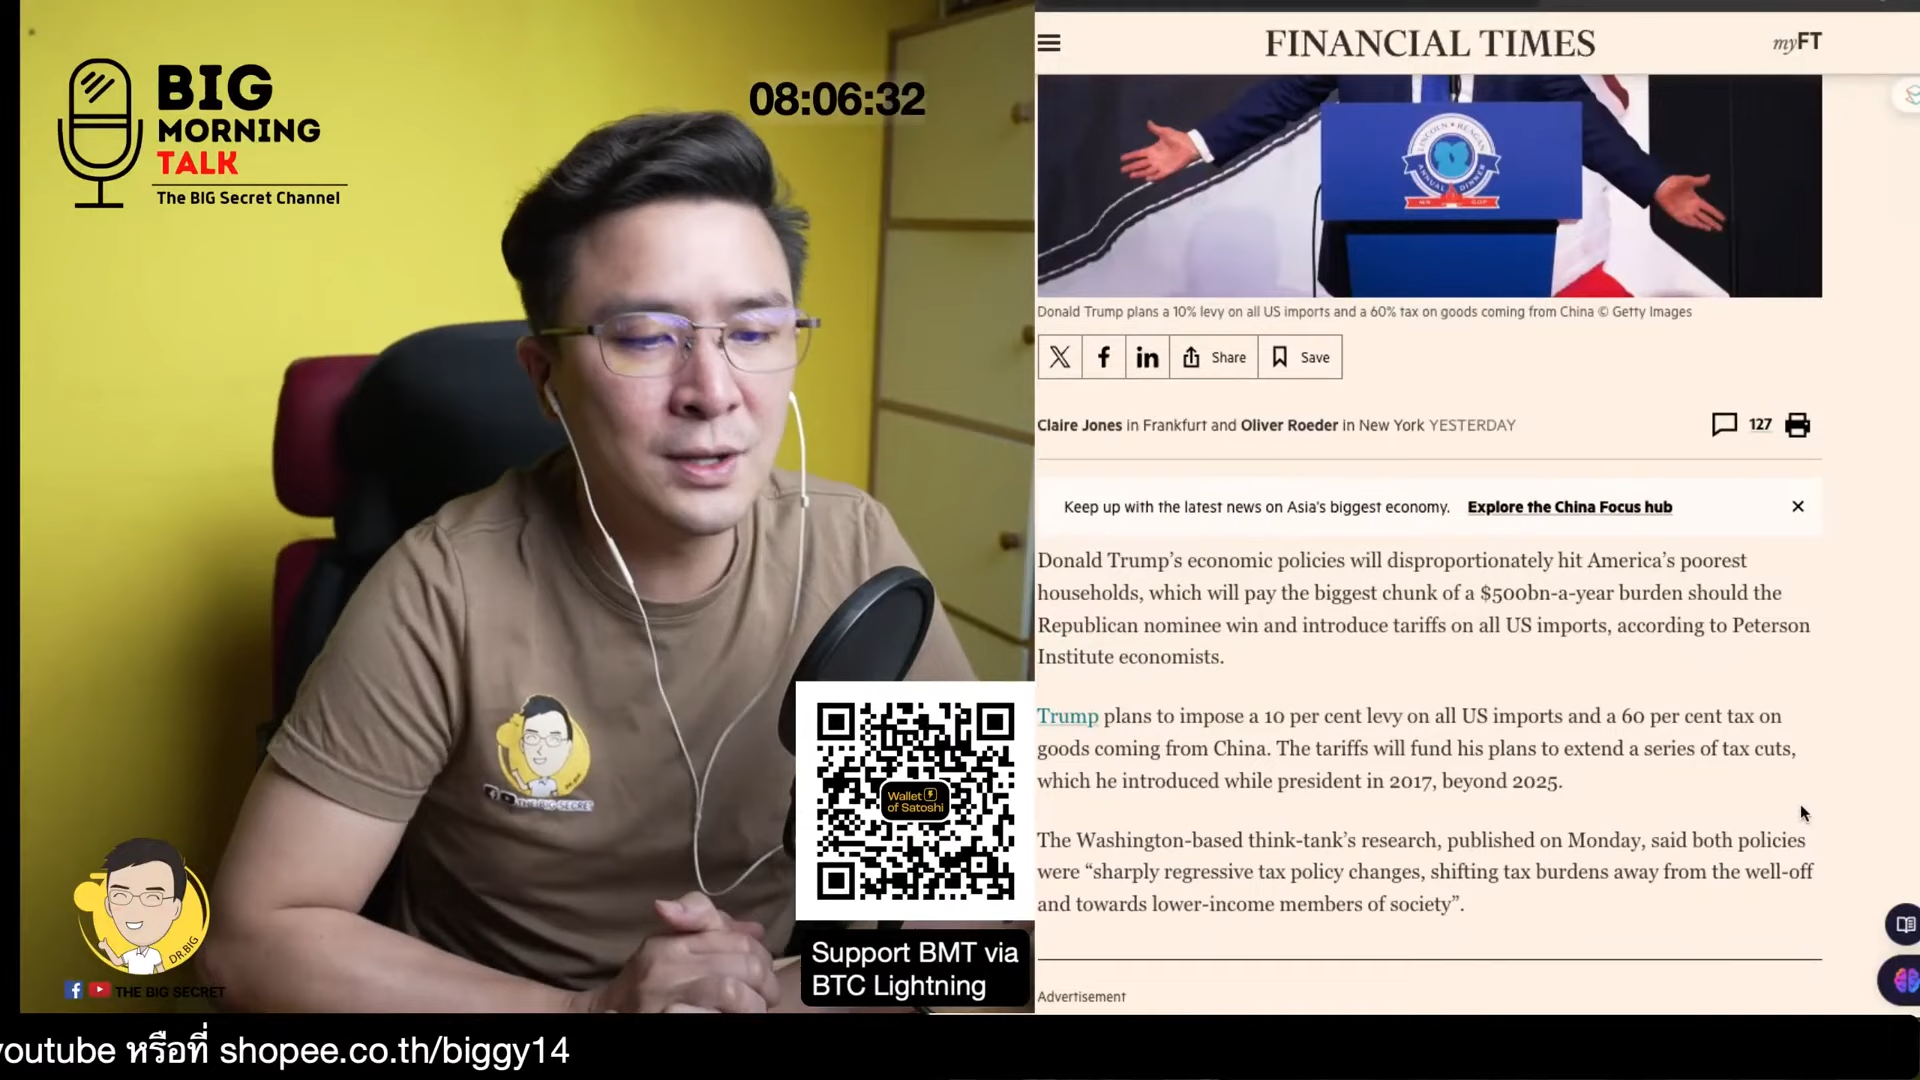 BIG
MORNING
TALK
The BIG Secret Channel
08:06:32
THE BIG SECRET
DR.BIG
THE BIG SECRET
Wallet
of Satoshi
Support BMT via
BTC Lightning
FINANCIAL TIMES
myFT
LINCOLN • REAGAN
ANNUAL DINNER
MN GOP
Donald Trump plans a 10% levy on all US imports and a 60% tax on goods coming from China © Getty Images
Share
Save
Claire Jones in Frankfurt and Oliver Roeder in New York YESTERDAY
127
Keep up with the latest news on Asia's biggest economy. Explore the China Focus hub
Donald Trump's economic policies will disproportionately hit America's poorest
households, which will pay the biggest chunk of a $500bn-a-year burden should the
Republican nominee win and introduce tariffs on all US imports, according to Peterson
Institute economists.
Trump plans to impose a 10 per cent levy on all US imports and a 60 per cent tax on
goods coming from China. The tariffs will fund his plans to extend a series of tax cuts,
which he introduced while president in 2017, beyond 2025.
The Washington-based think-tank's research, published on Monday, said both policies
were “sharply regressive tax policy changes, shifting tax burdens away from the well-off
and towards lower-income members of society”.
Advertisement
youtube หรือที่ shopee.co.th/biggy14